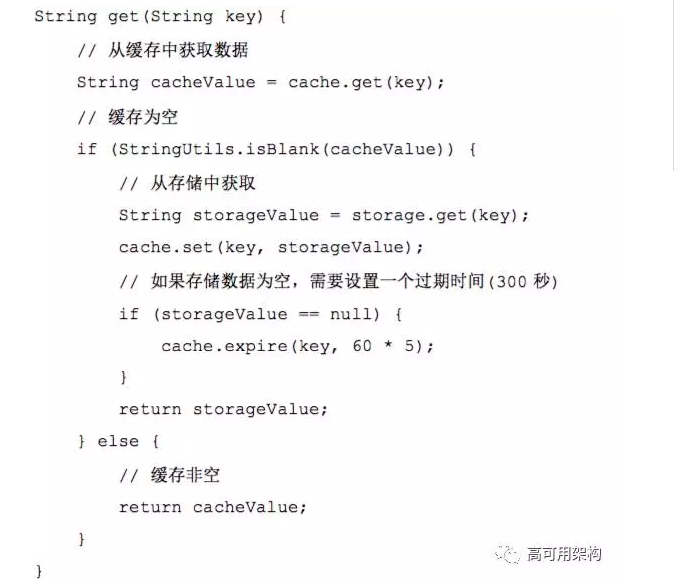 String get(String key) {
// 从缓存中获取数据
String cacheValue = cache.get(key);
// 缓存为空
if (StringUtils.isBlank(cacheValue)) {
// 从存储中获取
String storageValue = storage.get(key);
cache.set(key, storageValue);
// 如果存储数据为空，需要设置一个过期时间(300 秒)
if (storageValue == null) {
cache.expire(key, 60 * 5);
}
return storageValue;
} else {
// 缓存非空
return cacheValue;
}
}
高可用架构